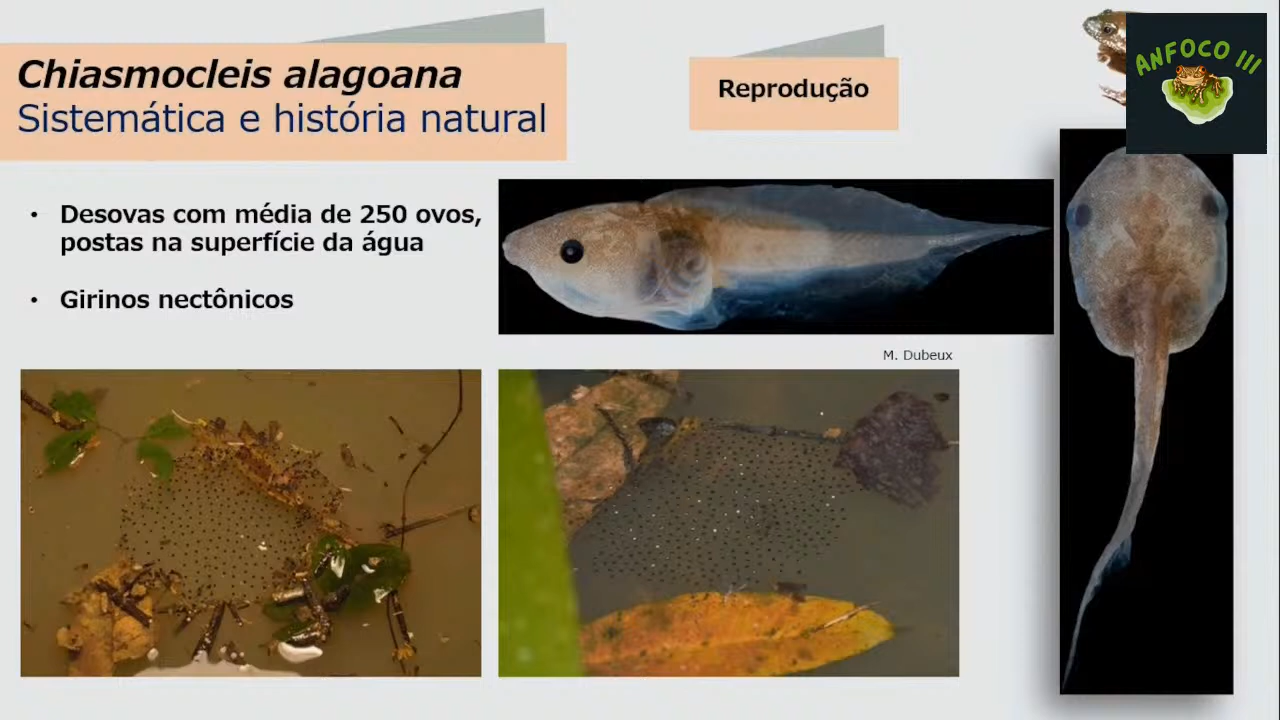 Chiasmocleis alagoana
Sistemática e história natural
Reprodução
ANFOCO III
• Desovas com média de 250 ovos,
postas na superfície da água
• Girinos nectônicos
M. Dubeux